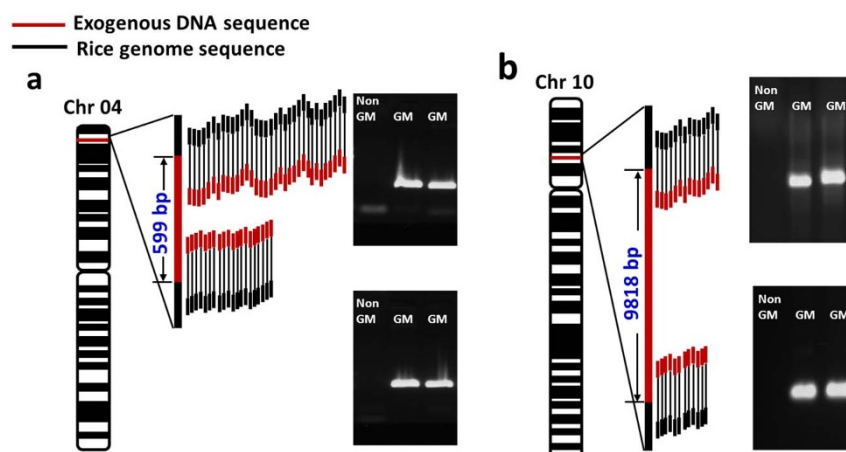 Exogenous DNA sequence
Rice genome sequence
a
Chr 04
599 bp
Non
GM GM GM
Non
GM GM GM
b
Chr 10
9818 bp
Non
GM GM GM
Non
GM GM GM